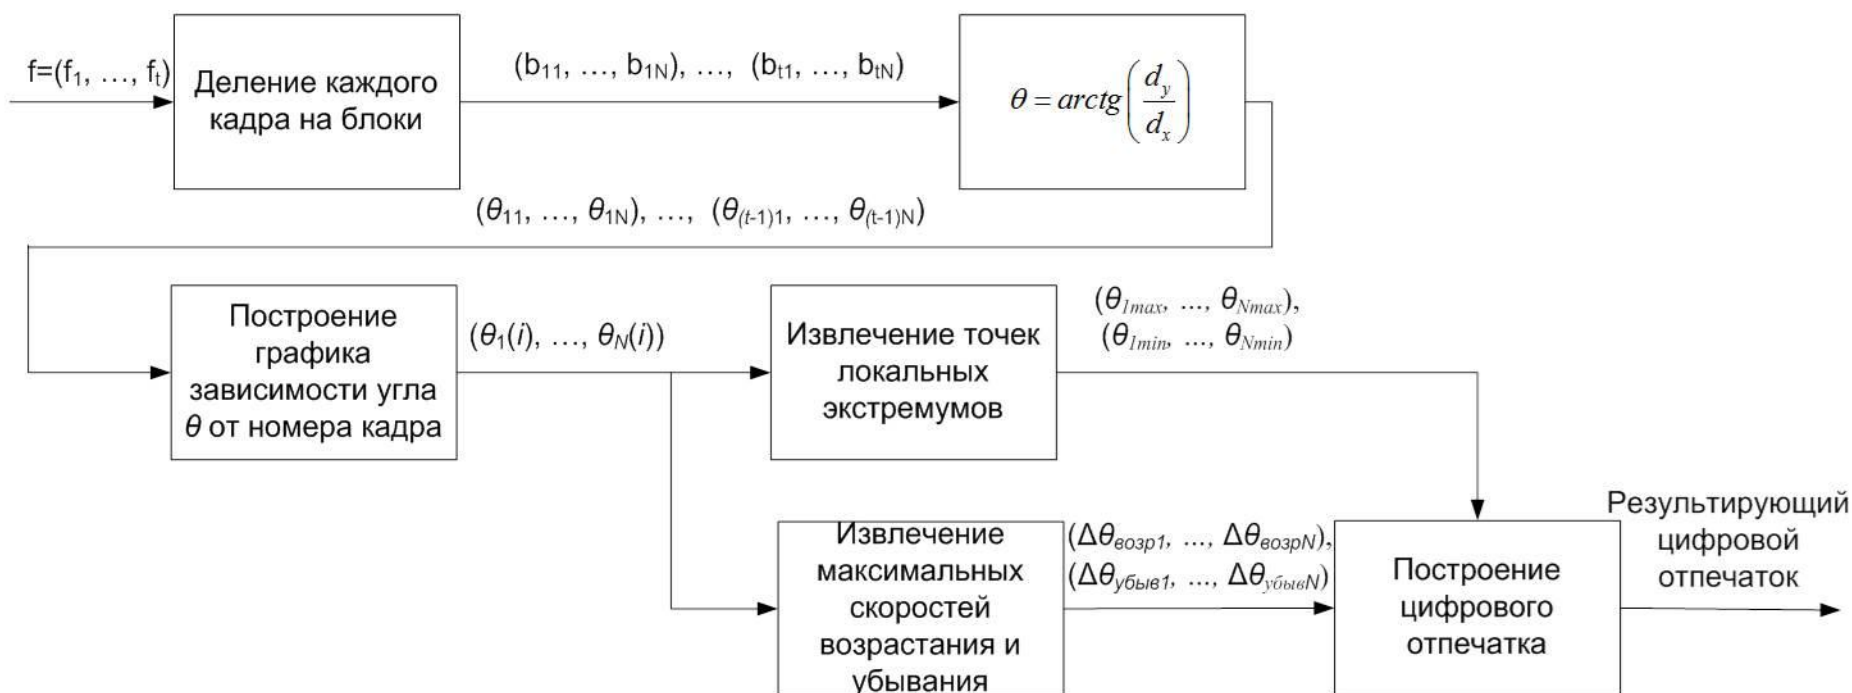 f=(f₁, …, fₜ)
Деление каждого
кадра на блоки
(b₁₁, …, b₁N), …, (bt₁, …, btN)
θ = arctg(d_y/d_x)
(θ₁₁, …, θ₁N), …, (θ(t-1)1, …, θ(t-1)N)
Построение
графика
зависимости угла
θ от номера кадра
(θ₁(i), …, θN(i))
Извлечение точек
локальных
экстремумов
(θ1max, ..., θNmax),
(θ1min, ..., θNmin)
Извлечение
максимальных
скоростей
возрастания и
убывания
(Δθвозр1, ..., ΔθвозрN),
(Δθубыв1, ..., ΔθубывN)
Построение
цифрового
отпечатка
Результирующий
цифровой
отпечаток